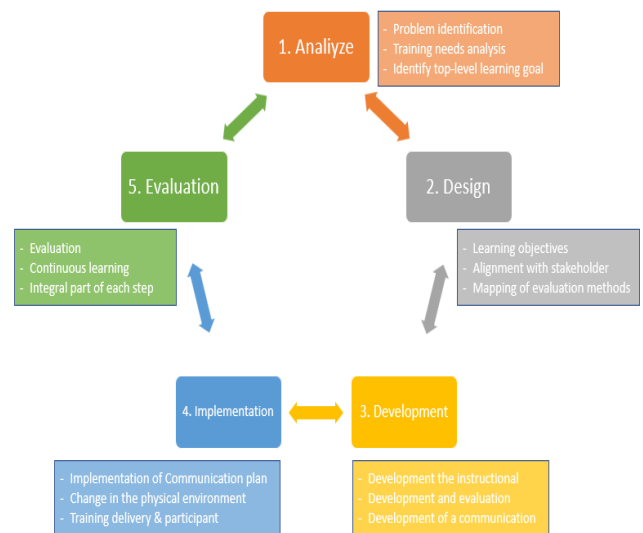 1. Analiyze
- Problem identification
- Training needs analysis
- Identify top-level learning goal
2. Design
- Learning objectives
- Alignment with stakeholder
- Mapping of evaluation methods
3. Development
- Development the instructional
- Development and evaluation
- Development of a communication
4. Implementation
- Implementation of Communication plan
- Change in the physical environment
- Training delivery & participant
5. Evaluation
- Evaluation
- Continuous learning
- Integral part of each step